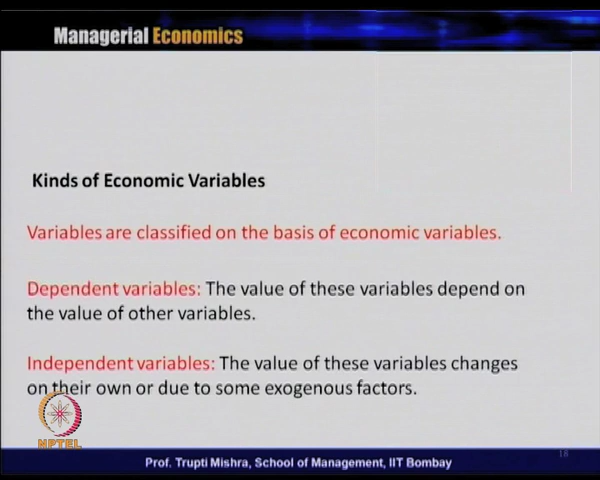 Managerial Economics
Kinds of Economic Variables
Variables are classified on the basis of economic variables.
Dependent variables: The value of these variables depend on
the value of other variables.
Independent variables: The value of these variables changes
on their own or due to some exogenous factors.
NPTEL
Prof. Trupti Mishra, School of Management, IIT Bombay
18